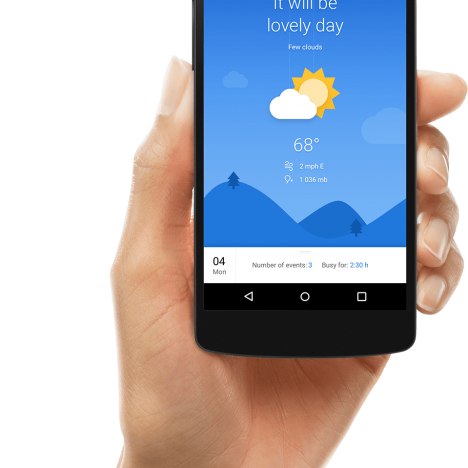 It will be
lovely day
Few clouds
68°
2 mph E
1 036 mb
04
Mon
Number of events: 3
Busy for: 2:30 h